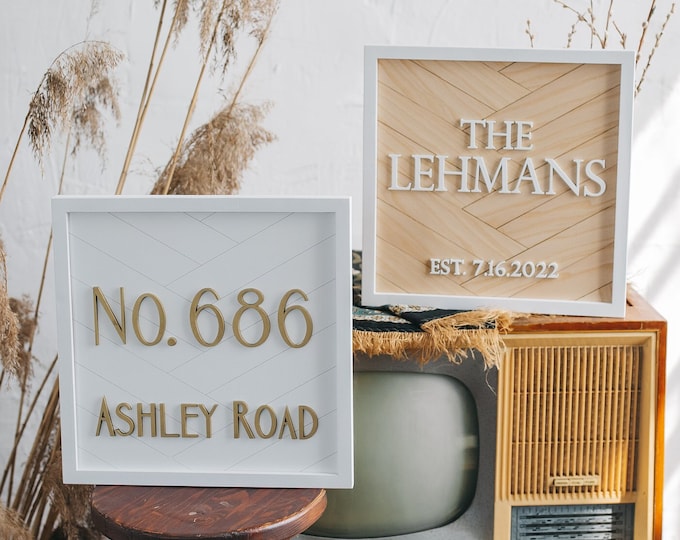 No. 686
ASHLEY ROAD
THE
LEHMANS
EST. 7.16.2022